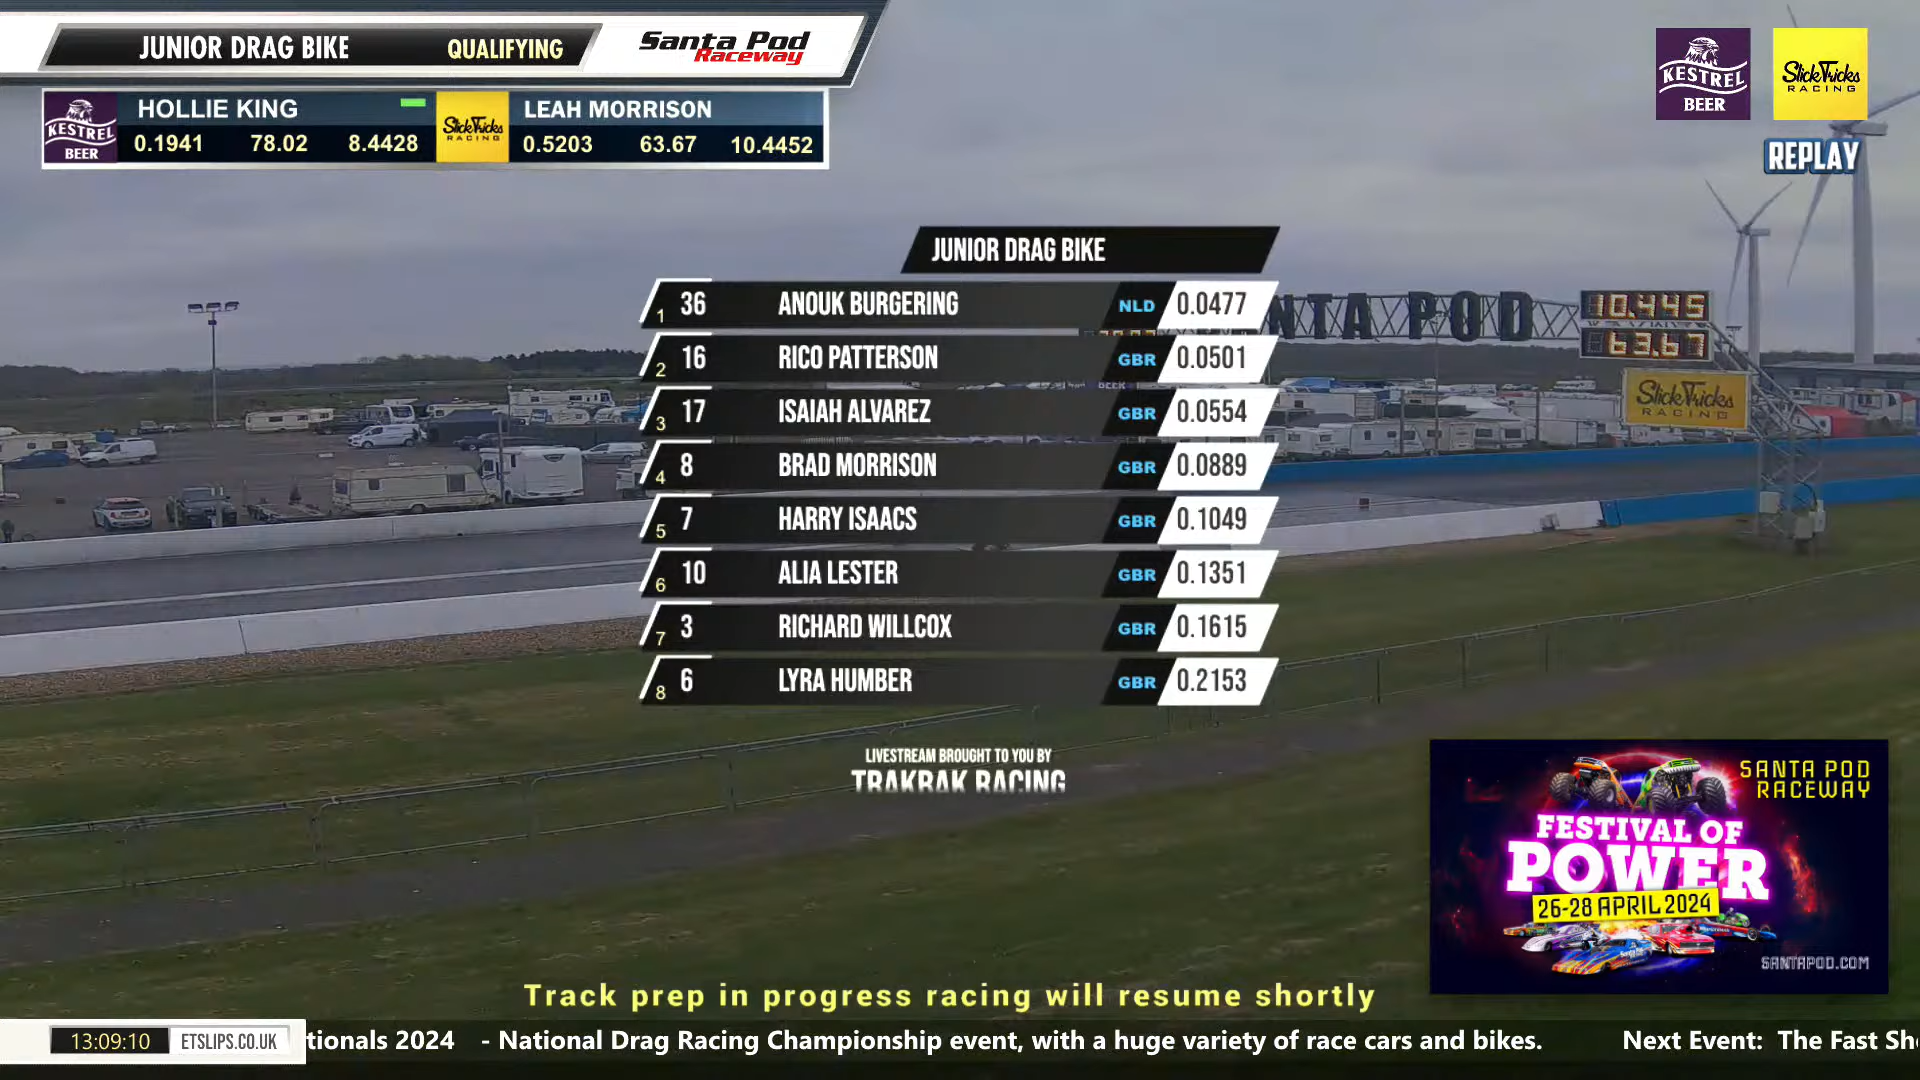 JUNIOR DRAG BIKE QUALIFYING
Santa Pod
Raceway
KESTREL
BEER
HOLLIE KING
0.1941 78.02 8.4428
SlickTricks
RACING
LEAH MORRISON
0.5203 63.67 10.4452
KESTREL
BEER
SlickTricks
RACING
REPLAY
JUNIOR DRAG BIKE
1 36 ANOUK BURGERING NLD 0.0477
2 16 RICO PATTERSON GBR 0.0501
3 17 ISAIAH ALVAREZ GBR 0.0554
4 8 BRAD MORRISON GBR 0.0889
5 7 HARRY ISAACS GBR 0.1049
6 10 ALIA LESTER GBR 0.1351
7 3 RICHARD WILLCOX GBR 0.1615
8 6 LYRA HUMBER GBR 0.2153
NTA POD
10.445
63.67
SlickTricks
RACING
LIVESTREAM BROUGHT TO YOU BY
TRAKBAK RACING
SANTA POD
RACEWAY
FESTIVAL OF
POWER
26-28 APRIL 2024
SANTAPOD.COM
Track prep in progress racing will resume shortly
13:09:10 ETSLIPS.CO.UK tionals 2024 - National Drag Racing Championship event, with a huge variety of race cars and bikes. Next Event: The Fast Sh